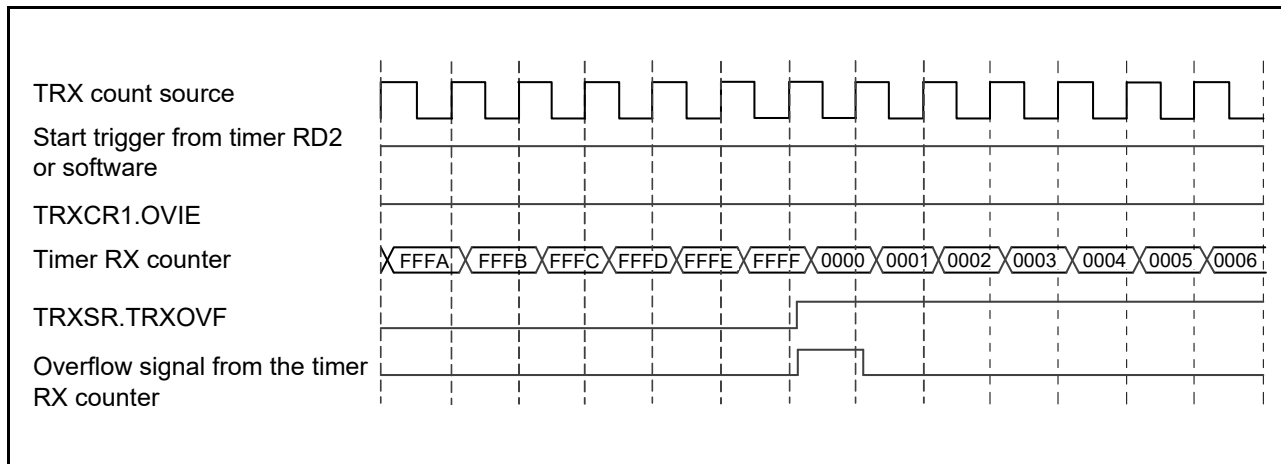 TRX count source
Start trigger from timer RD2
or software
TRXCR1.OVIE
Timer RX counter
FFFA FFFB FFFC FFFD FFFE FFFF 0000 0001 0002 0003 0004 0005 0006
TRXSR.TRXOVF
Overflow signal from the timer
RX counter